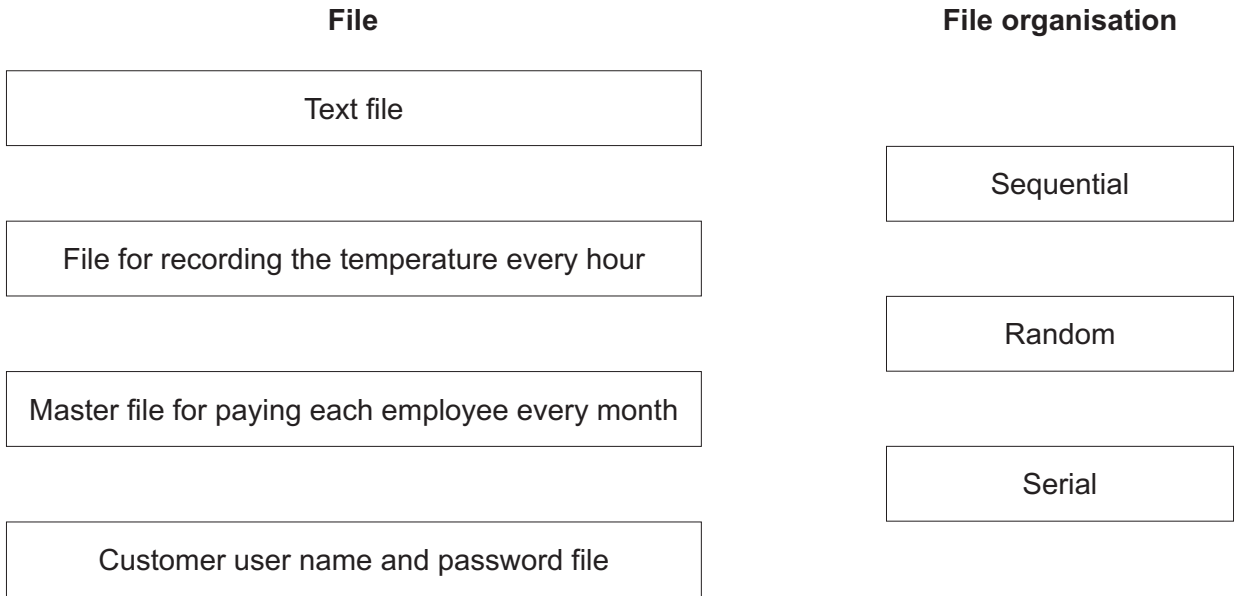 File
File organisation
Text file
Sequential
File for recording the temperature every hour
Random
Master file for paying each employee every month
Serial
Customer user name and password file